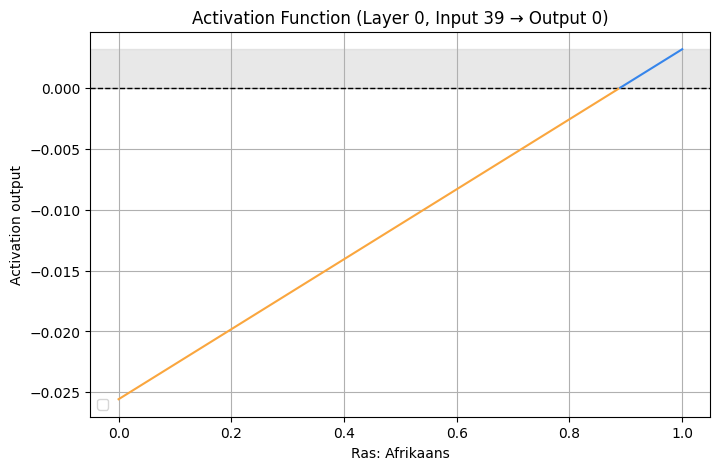 Activation Function (Layer 0, Input 39 → Output 0)
Activation output
0.000
−0.005
−0.010
−0.015
−0.020
−0.025
0.0 0.2 0.4 0.6 0.8 1.0
Ras: Afrikaans